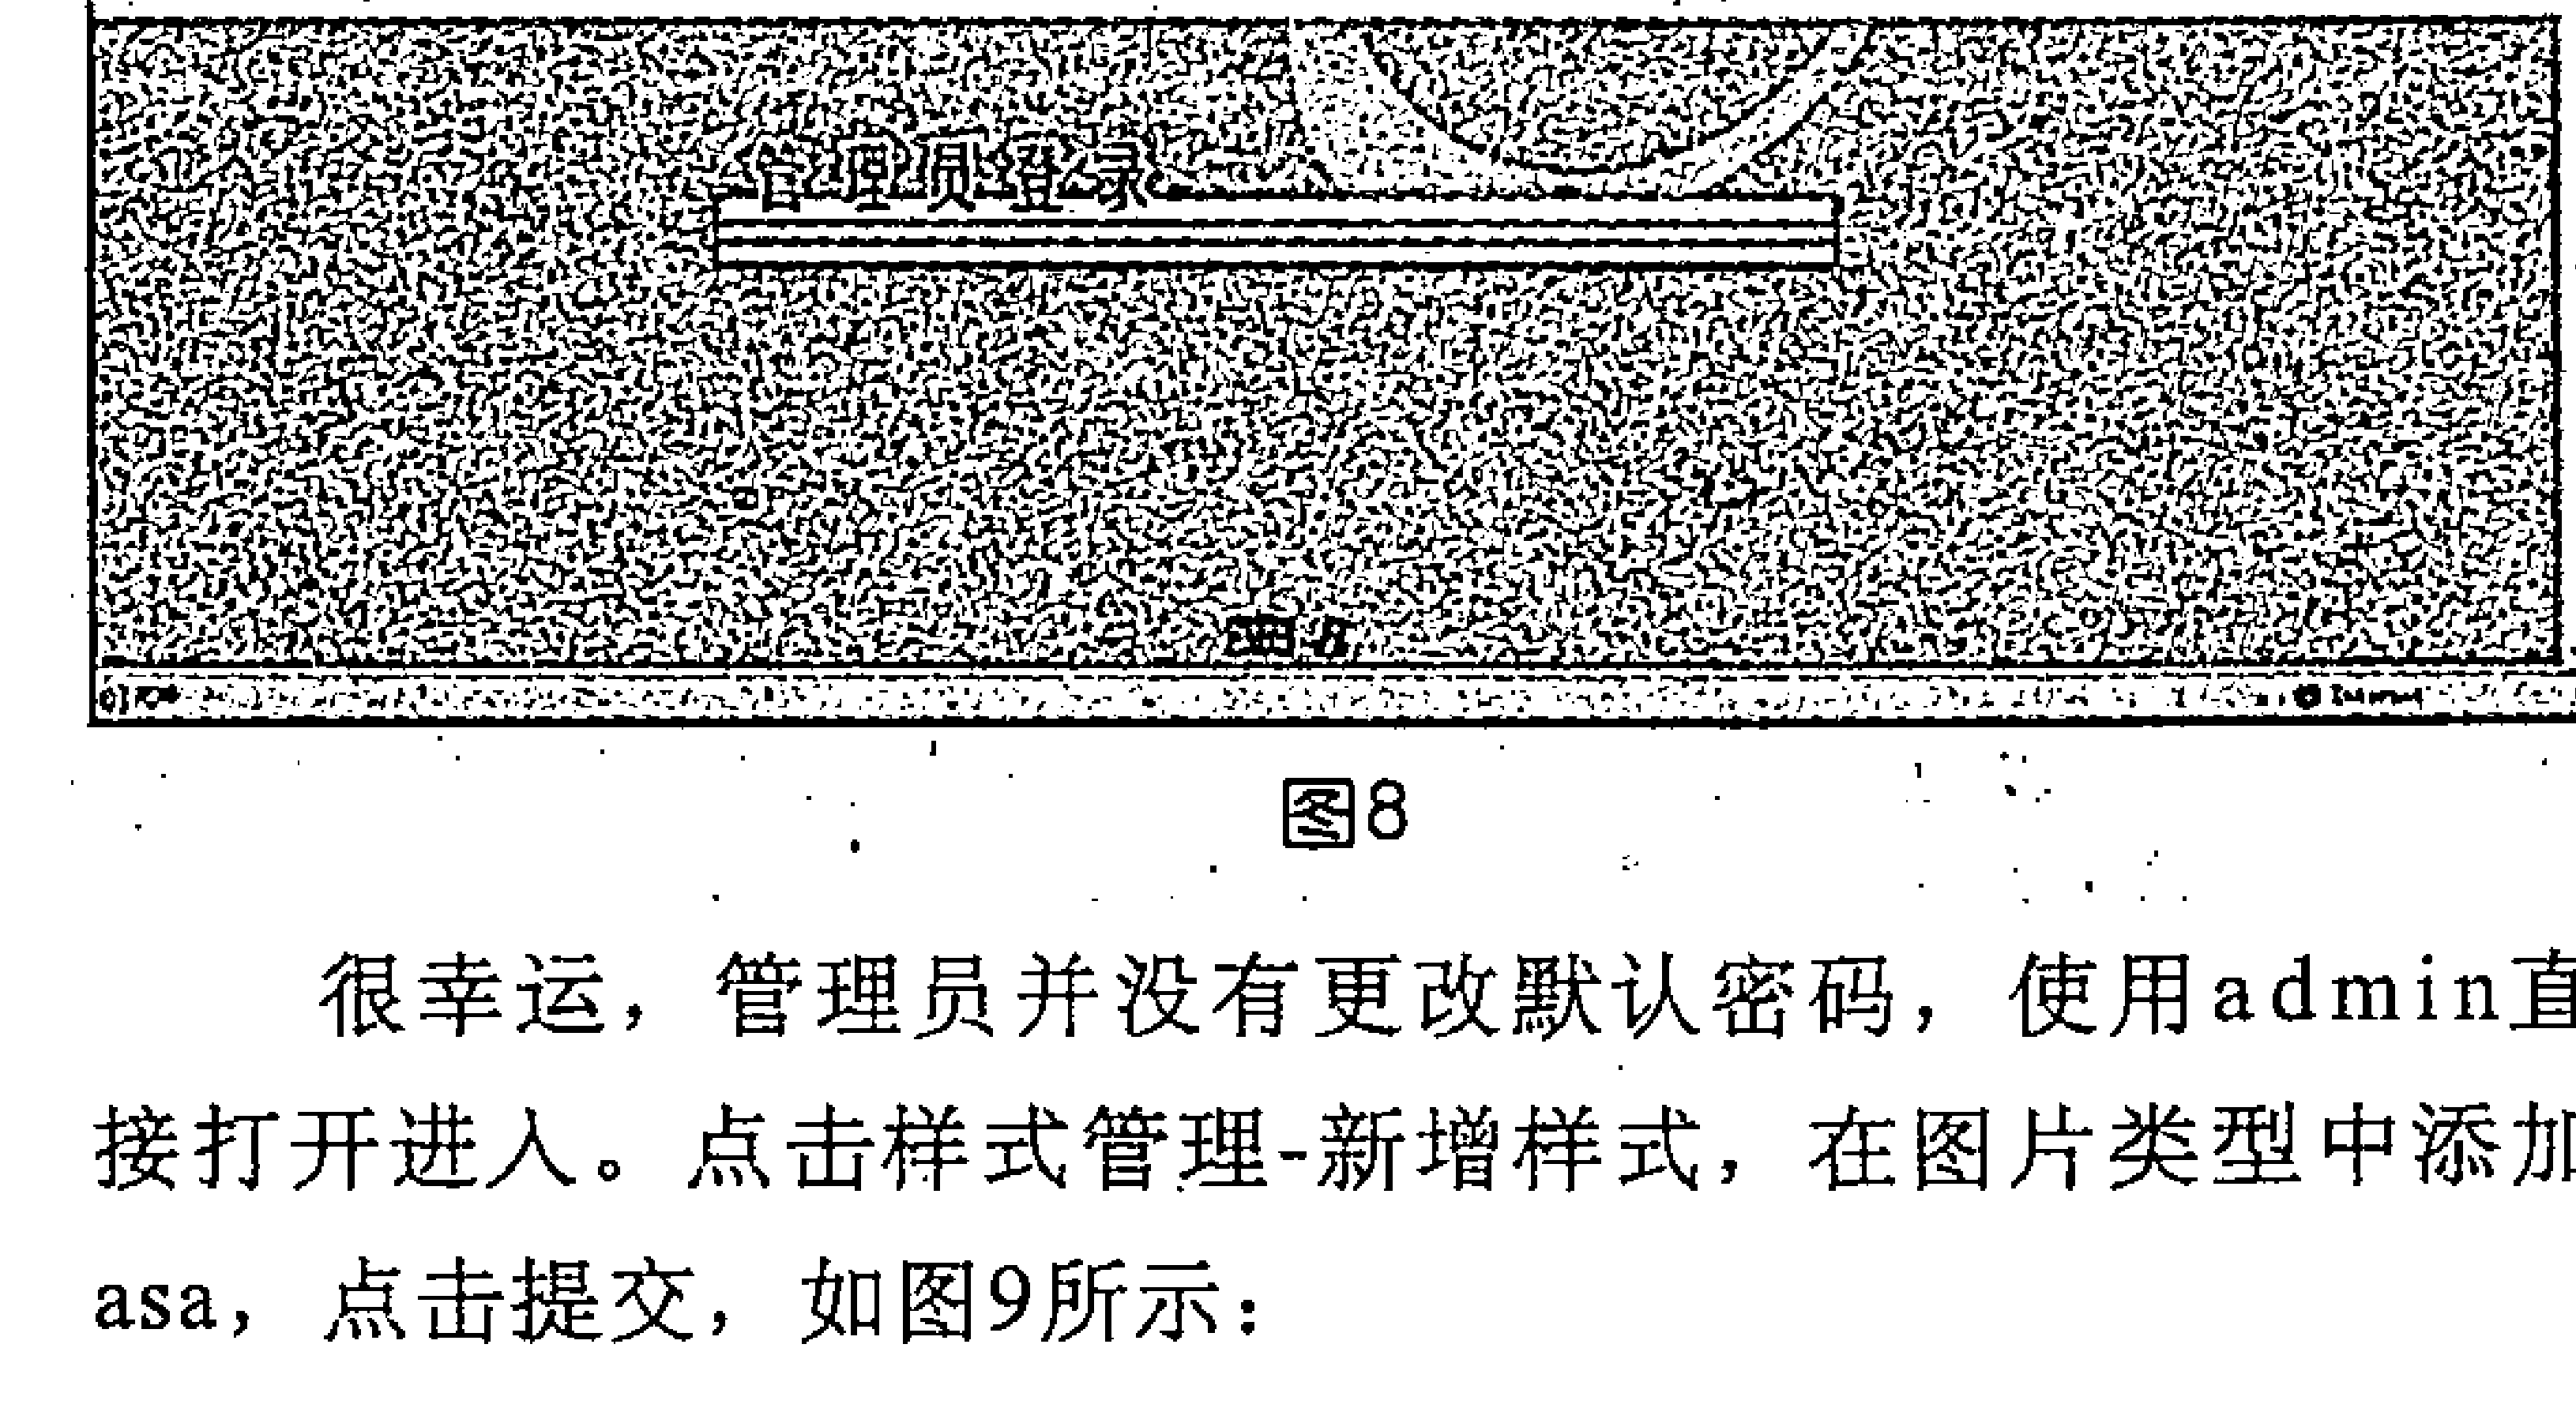 管理员登录
图8
很幸运，管理员并没有更改默认密码，使用admin直
接打开进入。点击样式管理-新增样式，在图片类型中添加
asa，点击提交，如图9所示：